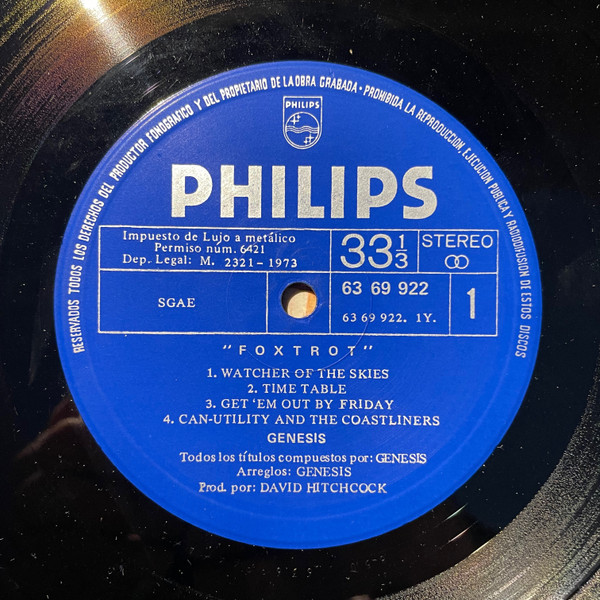 RESERVADOS TODOS LOS DERECHOS DEL PRODUCTOR FONOGRAFICO Y DEL PROPIETARIO DE LA OBRA GRABADA · PROHIBIDA LA REPRODUCCION, EJECUCION PUBLICA Y RADIODIFUSION DE ESTOS DISCOS
PHILIPS
PHILIPS
Impuesto de Lujo a metálico
Permiso núm. 6421
Dep. Legal: M. 2321-1973
33 1/3
STEREO
SGAE
63 69 922
63 69 922. 1Y.
1
"FOXTROT"
1. WATCHER OF THE SKIES
2. TIME TABLE
3. GET 'EM OUT BY FRIDAY
4. CAN-UTILITY AND THE COASTLINERS
GENESIS
Todos los títulos compuestos por: GENESIS
Arreglos: GENESIS
Prod. por: DAVID HITCHCOCK